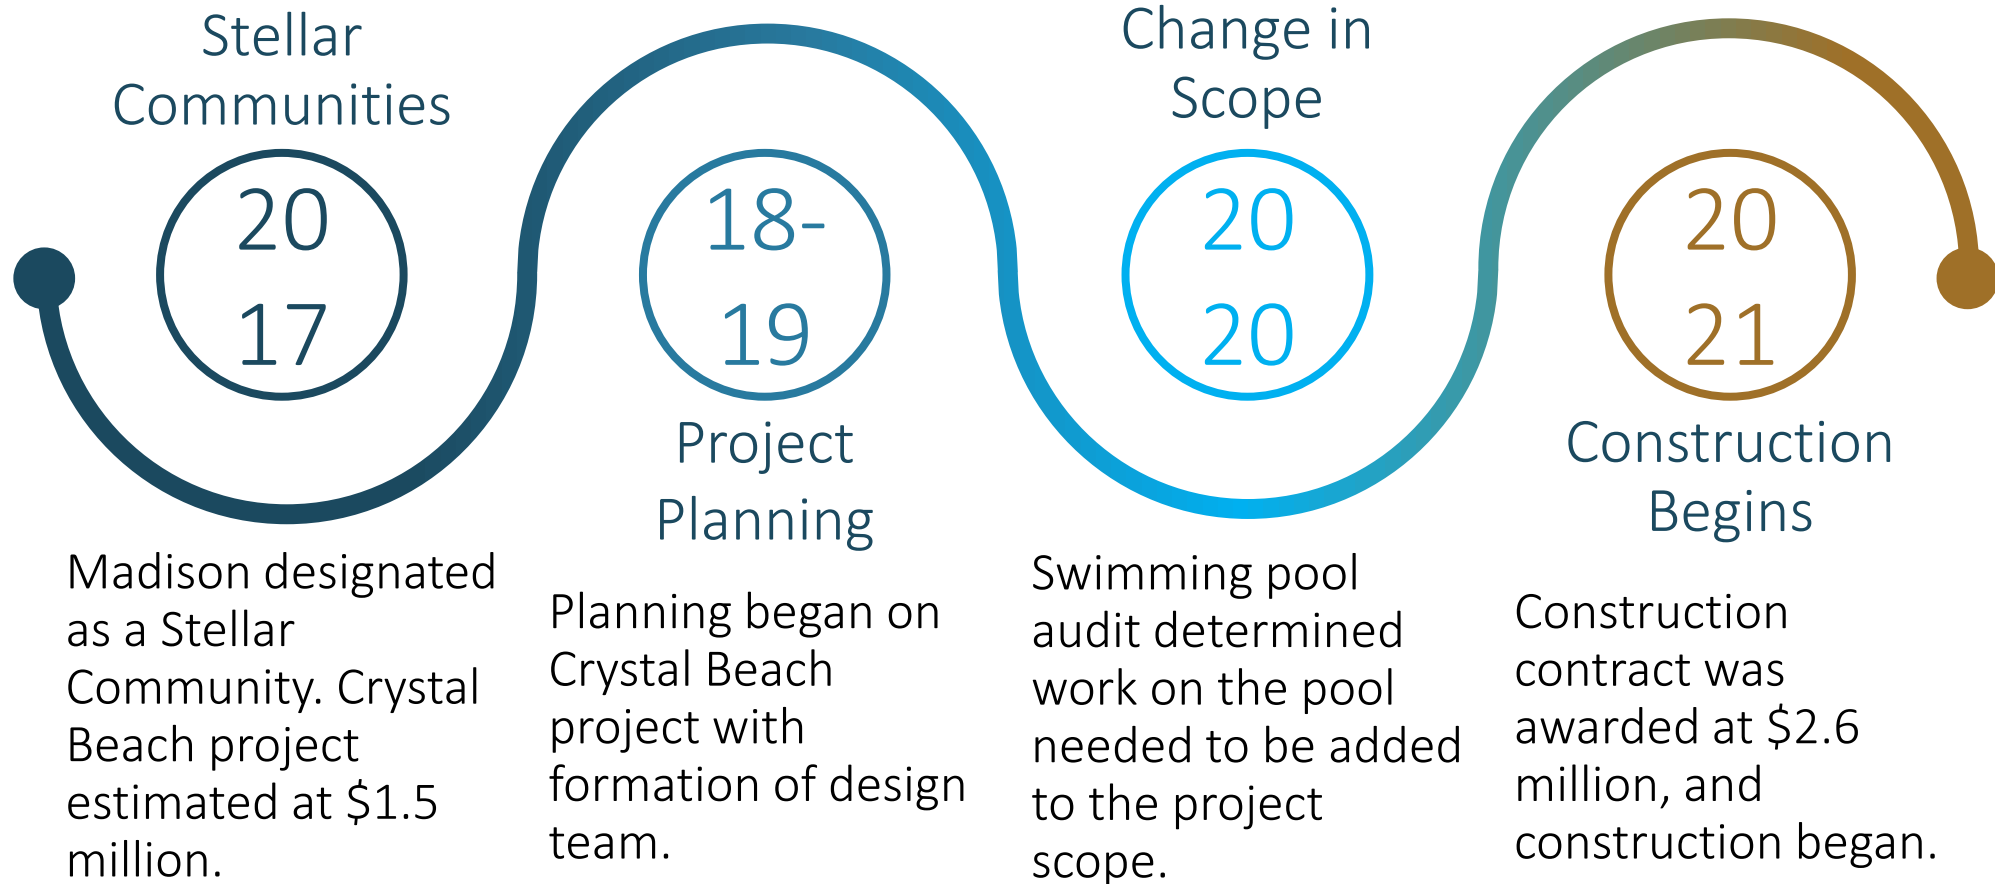 Stellar
Communities
20
17
Madison designated
as a Stellar
Community. Crystal
Beach project
estimated at $1.5
million.
18-
19
Project
Planning
Planning began on
Crystal Beach
project with
formation of design
team.
Change in
Scope
20
20
Swimming pool
audit determined
work on the pool
needed to be added
to the project
scope.
20
21
Construction
Begins
Construction
contract was
awarded at $2.6
million, and
construction began.